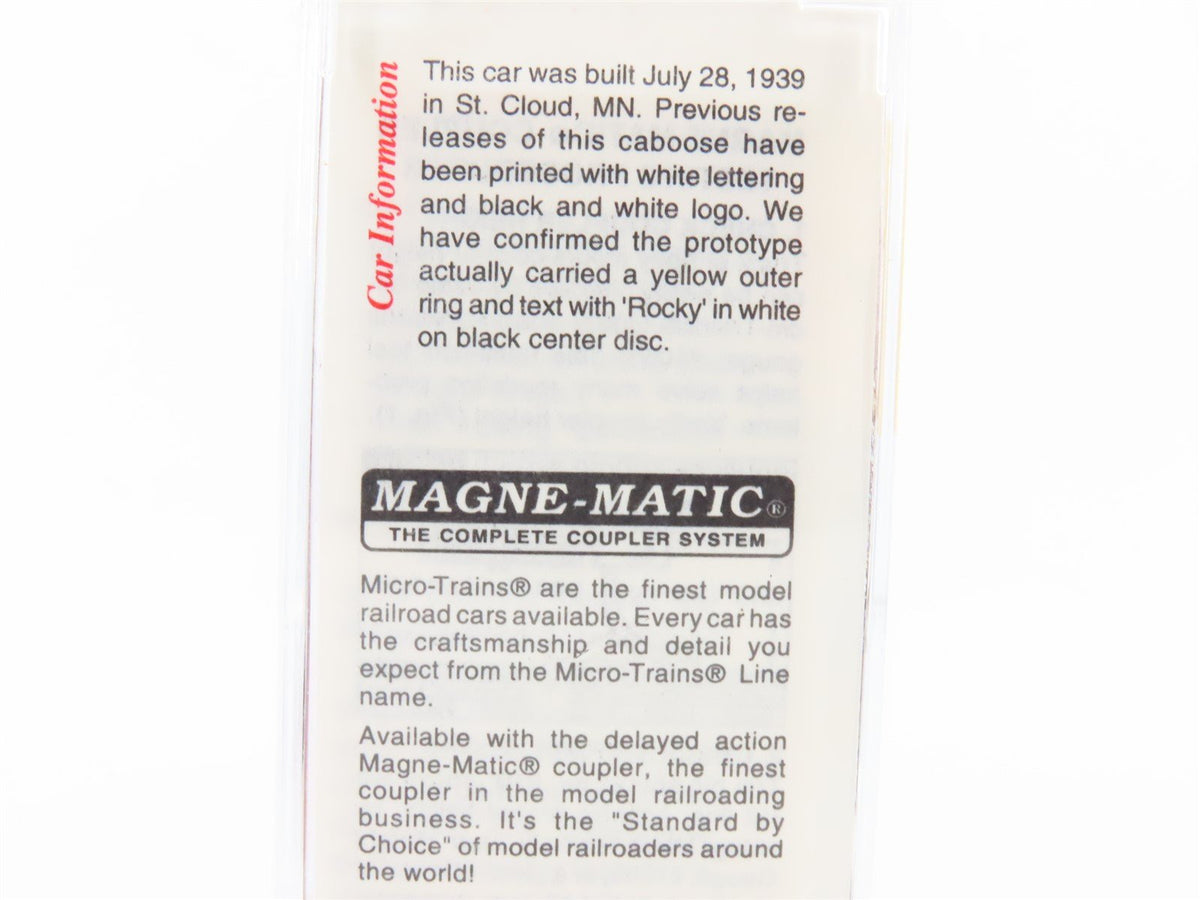 Car Information
This car was built July 28, 1939
in St. Cloud, MN. Previous re-
leases of this caboose have
been printed with white lettering
and black and white logo. We
have confirmed the prototype
actually carried a yellow outer
ring and text with 'Rocky' in white
on black center disc.
MAGNE-MATIC®
THE COMPLETE COUPLER SYSTEM
Micro-Trains® are the finest model
railroad cars available. Every car has
the craftsmanship and detail you
expect from the Micro-Trains® Line
name.
Available with the delayed action
Magne-Matic® coupler, the finest
coupler in the model railroading
business. It's the "Standard by
Choice" of model railroaders around
the world!